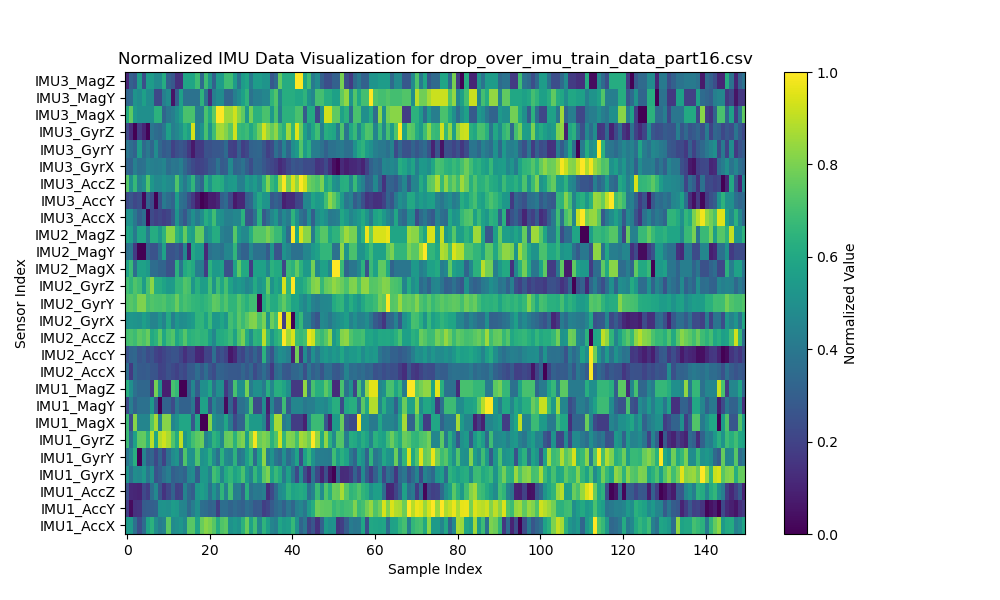 Normalized IMU Data Visualization for drop_over_imu_train_data_part16.csv
IMU3_MagZ
IMU3_MagY
IMU3_MagX
IMU3_GyrZ
IMU3_GyrY
IMU3_GyrX
IMU3_AccZ
IMU3_AccY
IMU3_AccX
IMU2_MagZ
IMU2_MagY
IMU2_MagX
IMU2_GyrZ
IMU2_GyrY
IMU2_GyrX
IMU2_AccZ
IMU2_AccY
IMU2_AccX
IMU1_MagZ
IMU1_MagY
IMU1_MagX
IMU1_GyrZ
IMU1_GyrY
IMU1_GyrX
IMU1_AccZ
IMU1_AccY
IMU1_AccX
Sensor Index
0 20 40 60 80 100 120 140
Sample Index
1.0
0.8
0.6
0.4
0.2
0.0
Normalized Value